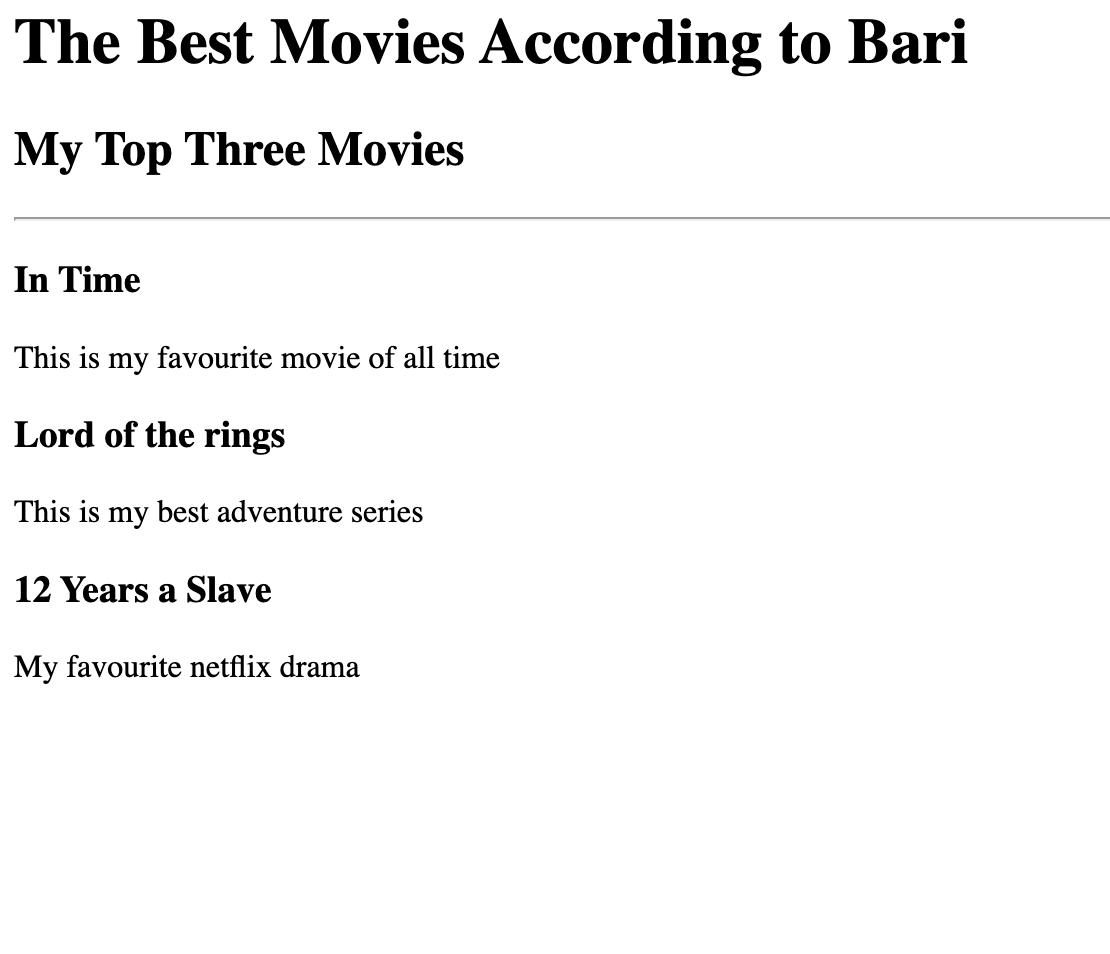 The Best Movies According to Bari
My Top Three Movies
In Time
This is my favourite movie of all time
Lord of the rings
This is my best adventure series
12 Years a Slave
My favourite netflix drama